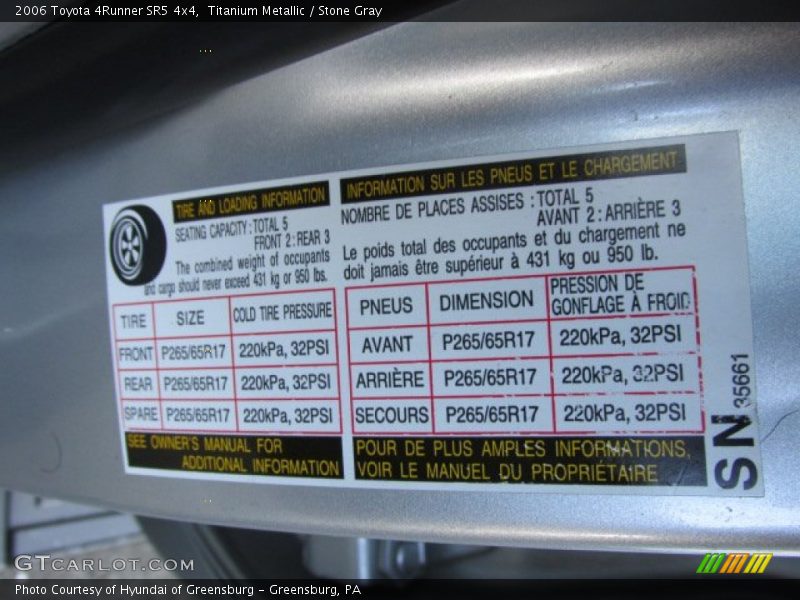 2006 Toyota 4Runner SR5 4x4, Titanium Metallic / Stone Gray
TIRE AND LOADING INFORMATION
SEATING CAPACITY : TOTAL 5
FRONT 2 : REAR 3
The combined weight of occupants
and cargo should never exceed 431 kg or 950 lbs.
TIRE SIZE COLD TIRE PRESSURE
FRONT P265/65R17 220kPa, 32PSI
REAR P265/65R17 220kPa, 32PSI
SPARE P265/65R17 220kPa, 32PSI
SEE OWNER'S MANUAL FOR
ADDITIONAL INFORMATION
INFORMATION SUR LES PNEUS ET LE CHARGEMENT
NOMBRE DE PLACES ASSISES : TOTAL 5
AVANT 2 : ARRIÈRE 3
Le poids total des occupants et du chargement ne
doit jamais être supérieur à 431 kg ou 950 lb.
PNEUS DIMENSION PRESSION DE
GONFLAGE À FROID
AVANT P265/65R17 220kPa, 32PSI
ARRIÈRE P265/65R17 220kPa, 32PSI
SECOURS P265/65R17 220kPa, 32PSI
POUR DE PLUS AMPLES INFORMATIONS,
VOIR LE MANUEL DU PROPRIÉTAIRE
SN 35661
GTCARLOT.COM
Photo Courtesy of Hyundai of Greensburg - Greensburg, PA